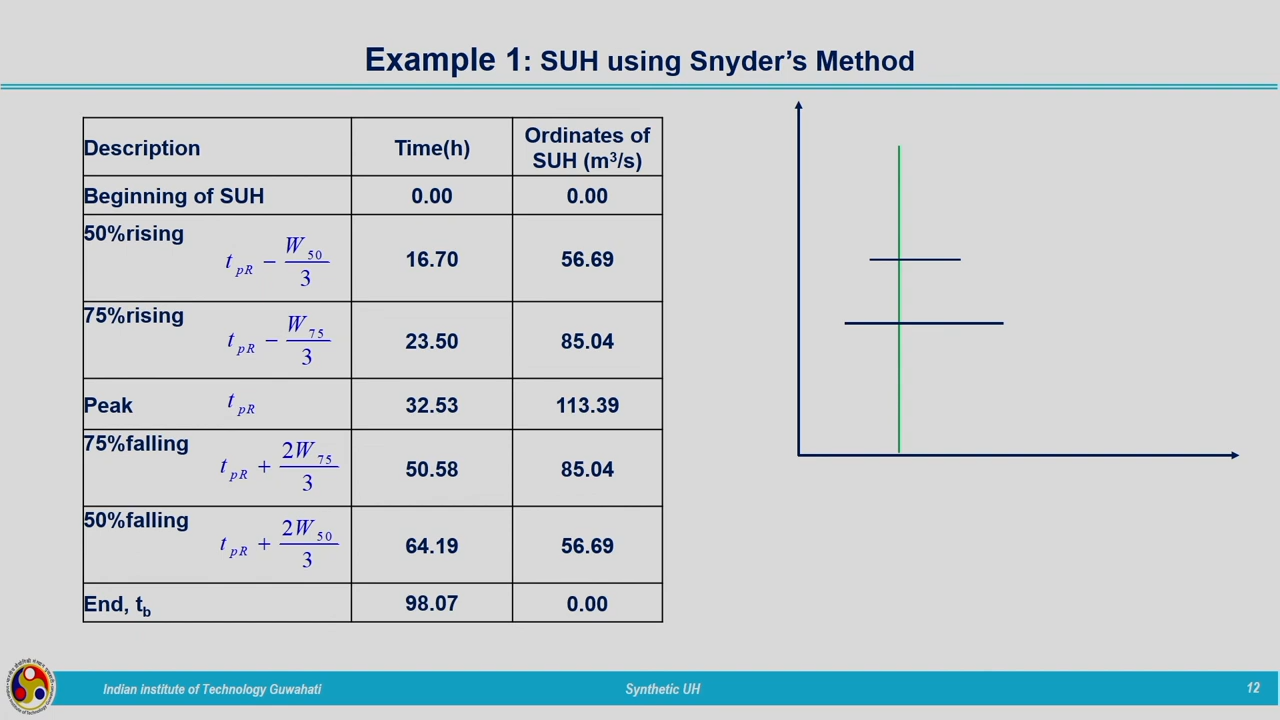 Example 1: SUH using Snyder's Method
Description Time(h) Ordinates of SUH (m³/s)
Beginning of SUH 0.00 0.00
50%rising t_pR − W_50/3 16.70 56.69
75%rising t_pR − W_75/3 23.50 85.04
Peak t_pR 32.53 113.39
75%falling t_pR + 2W_75/3 50.58 85.04
50%falling t_pR + 2W_50/3 64.19 56.69
End, t_b 98.07 0.00
Indian institute of Technology Guwahati Synthetic UH 12